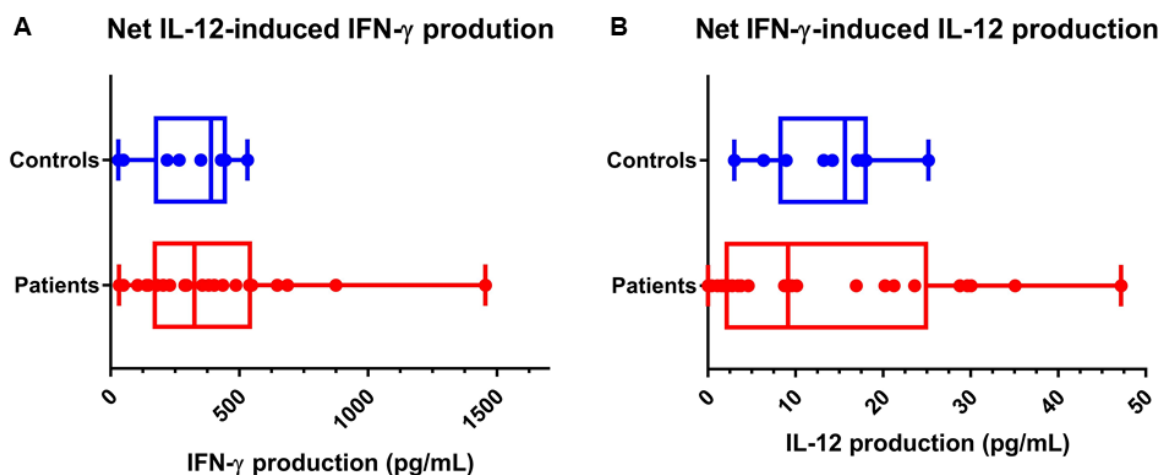 A Net IL-12-induced IFN-γ prodution
Controls
Patients
0 500 1000 1500
IFN-γ production (pg/mL)
B Net IFN-γ-induced IL-12 production
Controls
Patients
0 10 20 30 40 50
IL-12 production (pg/mL)